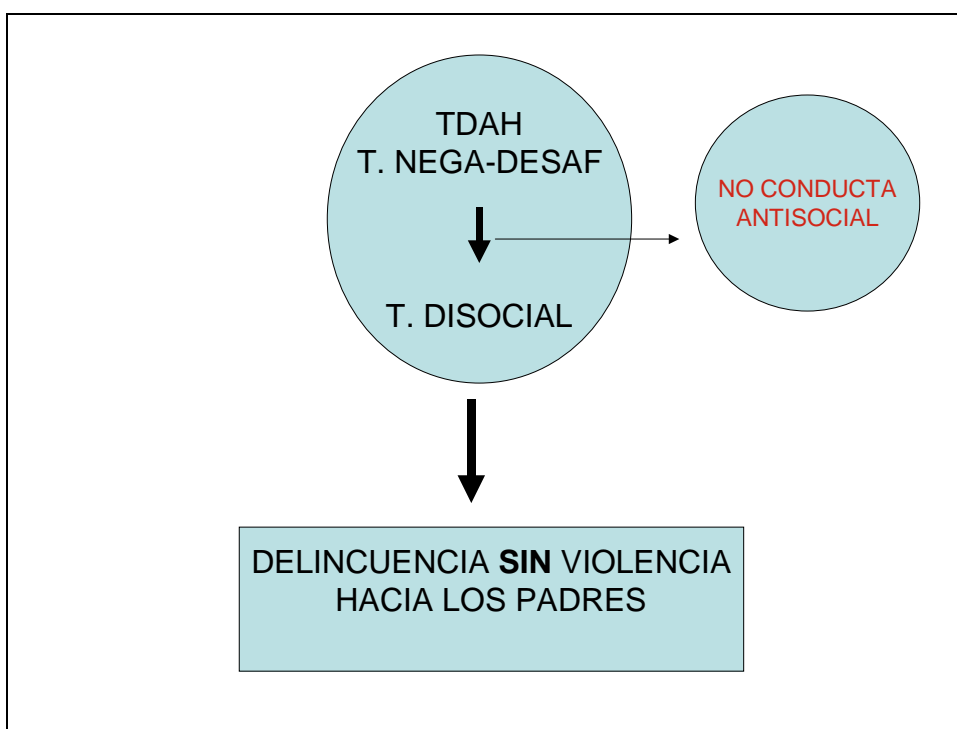 TDAH
T. NEGA-DESAF
NO CONDUCTA
ANTISOCIAL
T. DISOCIAL
DELINCUENCIA SIN VIOLENCIA
HACIA LOS PADRES